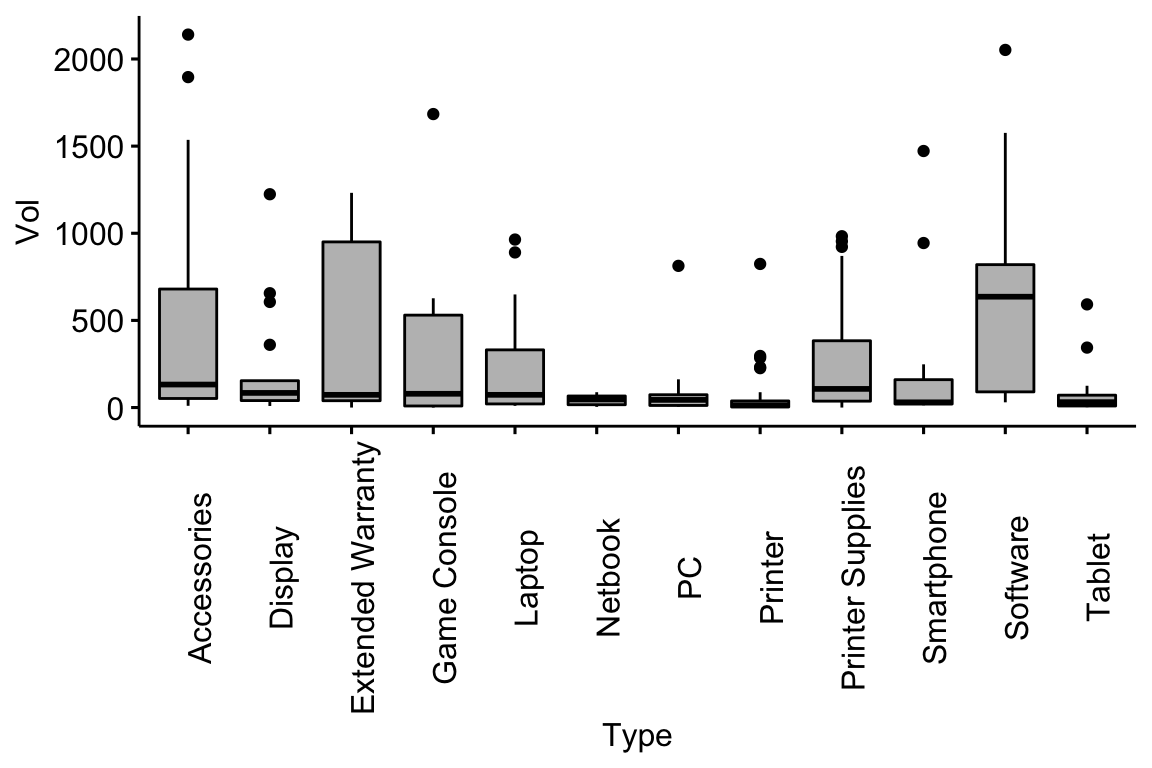 Vol
2000
1500
1000
500
0
Accessories
Display
Extended Warranty
Game Console
Laptop
Netbook
PC
Printer
Printer Supplies
Smartphone
Software
Tablet
Type